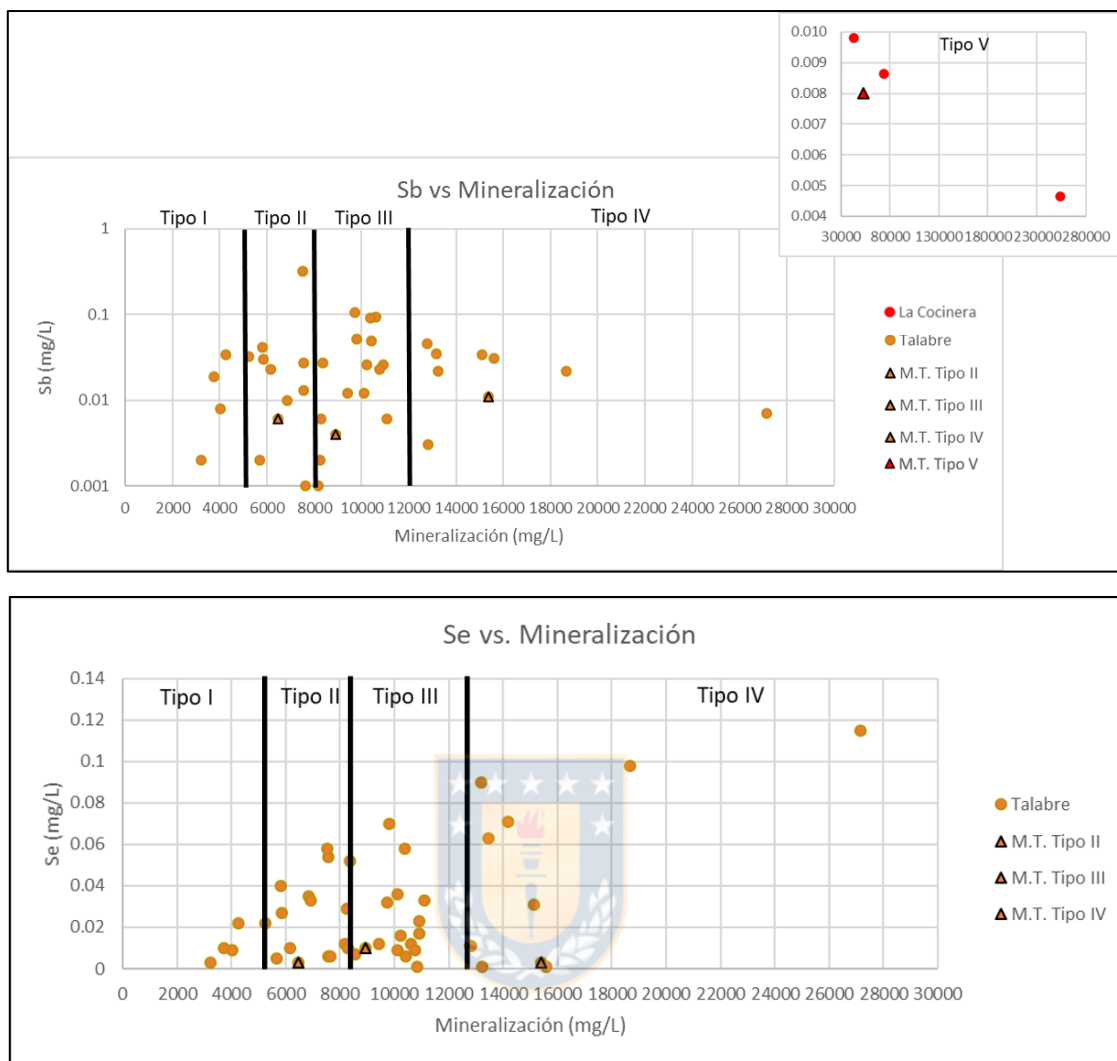 0.010
0.009
0.008
0.007
0.006
0.005
0.004
Tipo V
30000 80000 130000 180000 230000 280000
Sb vs Mineralización
Tipo I Tipo II Tipo III Tipo IV
1
0.1
0.01
0.001
Sb (mg/L)
0 2000 4000 6000 8000 10000 12000 14000 16000 18000 20000 22000 24000 26000 28000 30000
Mineralización (mg/L)
La Cocinera
Talabre
M.T. Tipo II
M.T. Tipo III
M.T. Tipo IV
M.T. Tipo V
Se vs. Mineralización
Tipo I Tipo II Tipo III Tipo IV
0.14
0.12
0.1
0.08
0.06
0.04
0.02
0
Se (mg/L)
0 2000 4000 6000 8000 10000 12000 14000 16000 18000 20000 22000 24000 26000 28000 30000
Mineralización (mg/L)
Talabre
M.T. Tipo II
M.T. Tipo III
M.T. Tipo IV